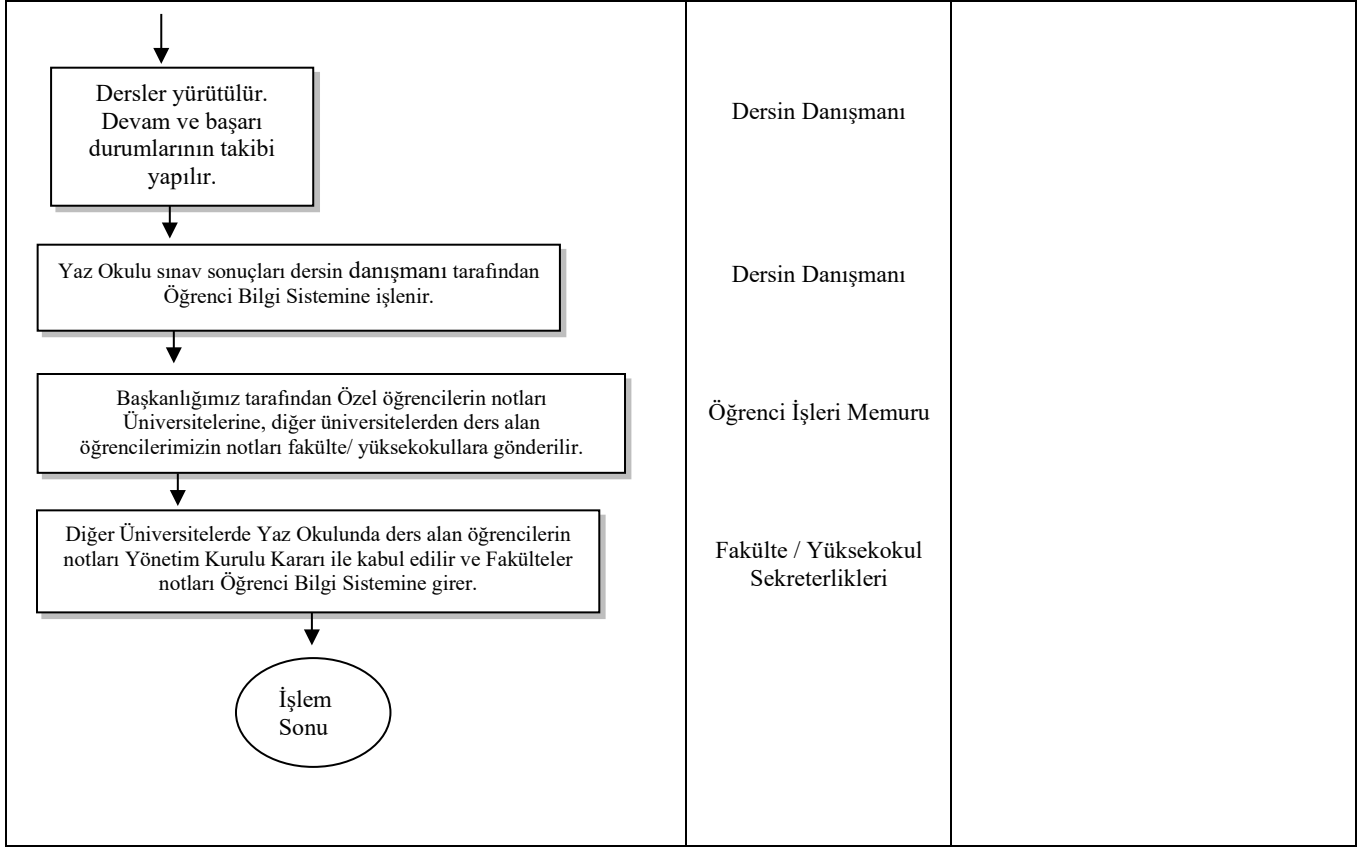 Dersler yürütülür.
Devam ve başarı
durumlarının takibi
yapılır.
Dersin Danışmanı
Yaz Okulu sınav sonuçları dersin danışmanı tarafından
Öğrenci Bilgi Sistemine işlenir.
Dersin Danışmanı
Başkanlığımız tarafından Özel öğrencilerin notları
Üniversitelerine, diğer üniversitelerden ders alan
öğrencilerimizin notları fakülte/ yüksekokullara gönderilir.
Öğrenci İşleri Memuru
Diğer Üniversitelerde Yaz Okulunda ders alan öğrencilerin
notları Yönetim Kurulu Kararı ile kabul edilir ve Fakülteler
notları Öğrenci Bilgi Sistemine girer.
Fakülte / Yüksekokul
Sekreterlikleri
İşlem
Sonu